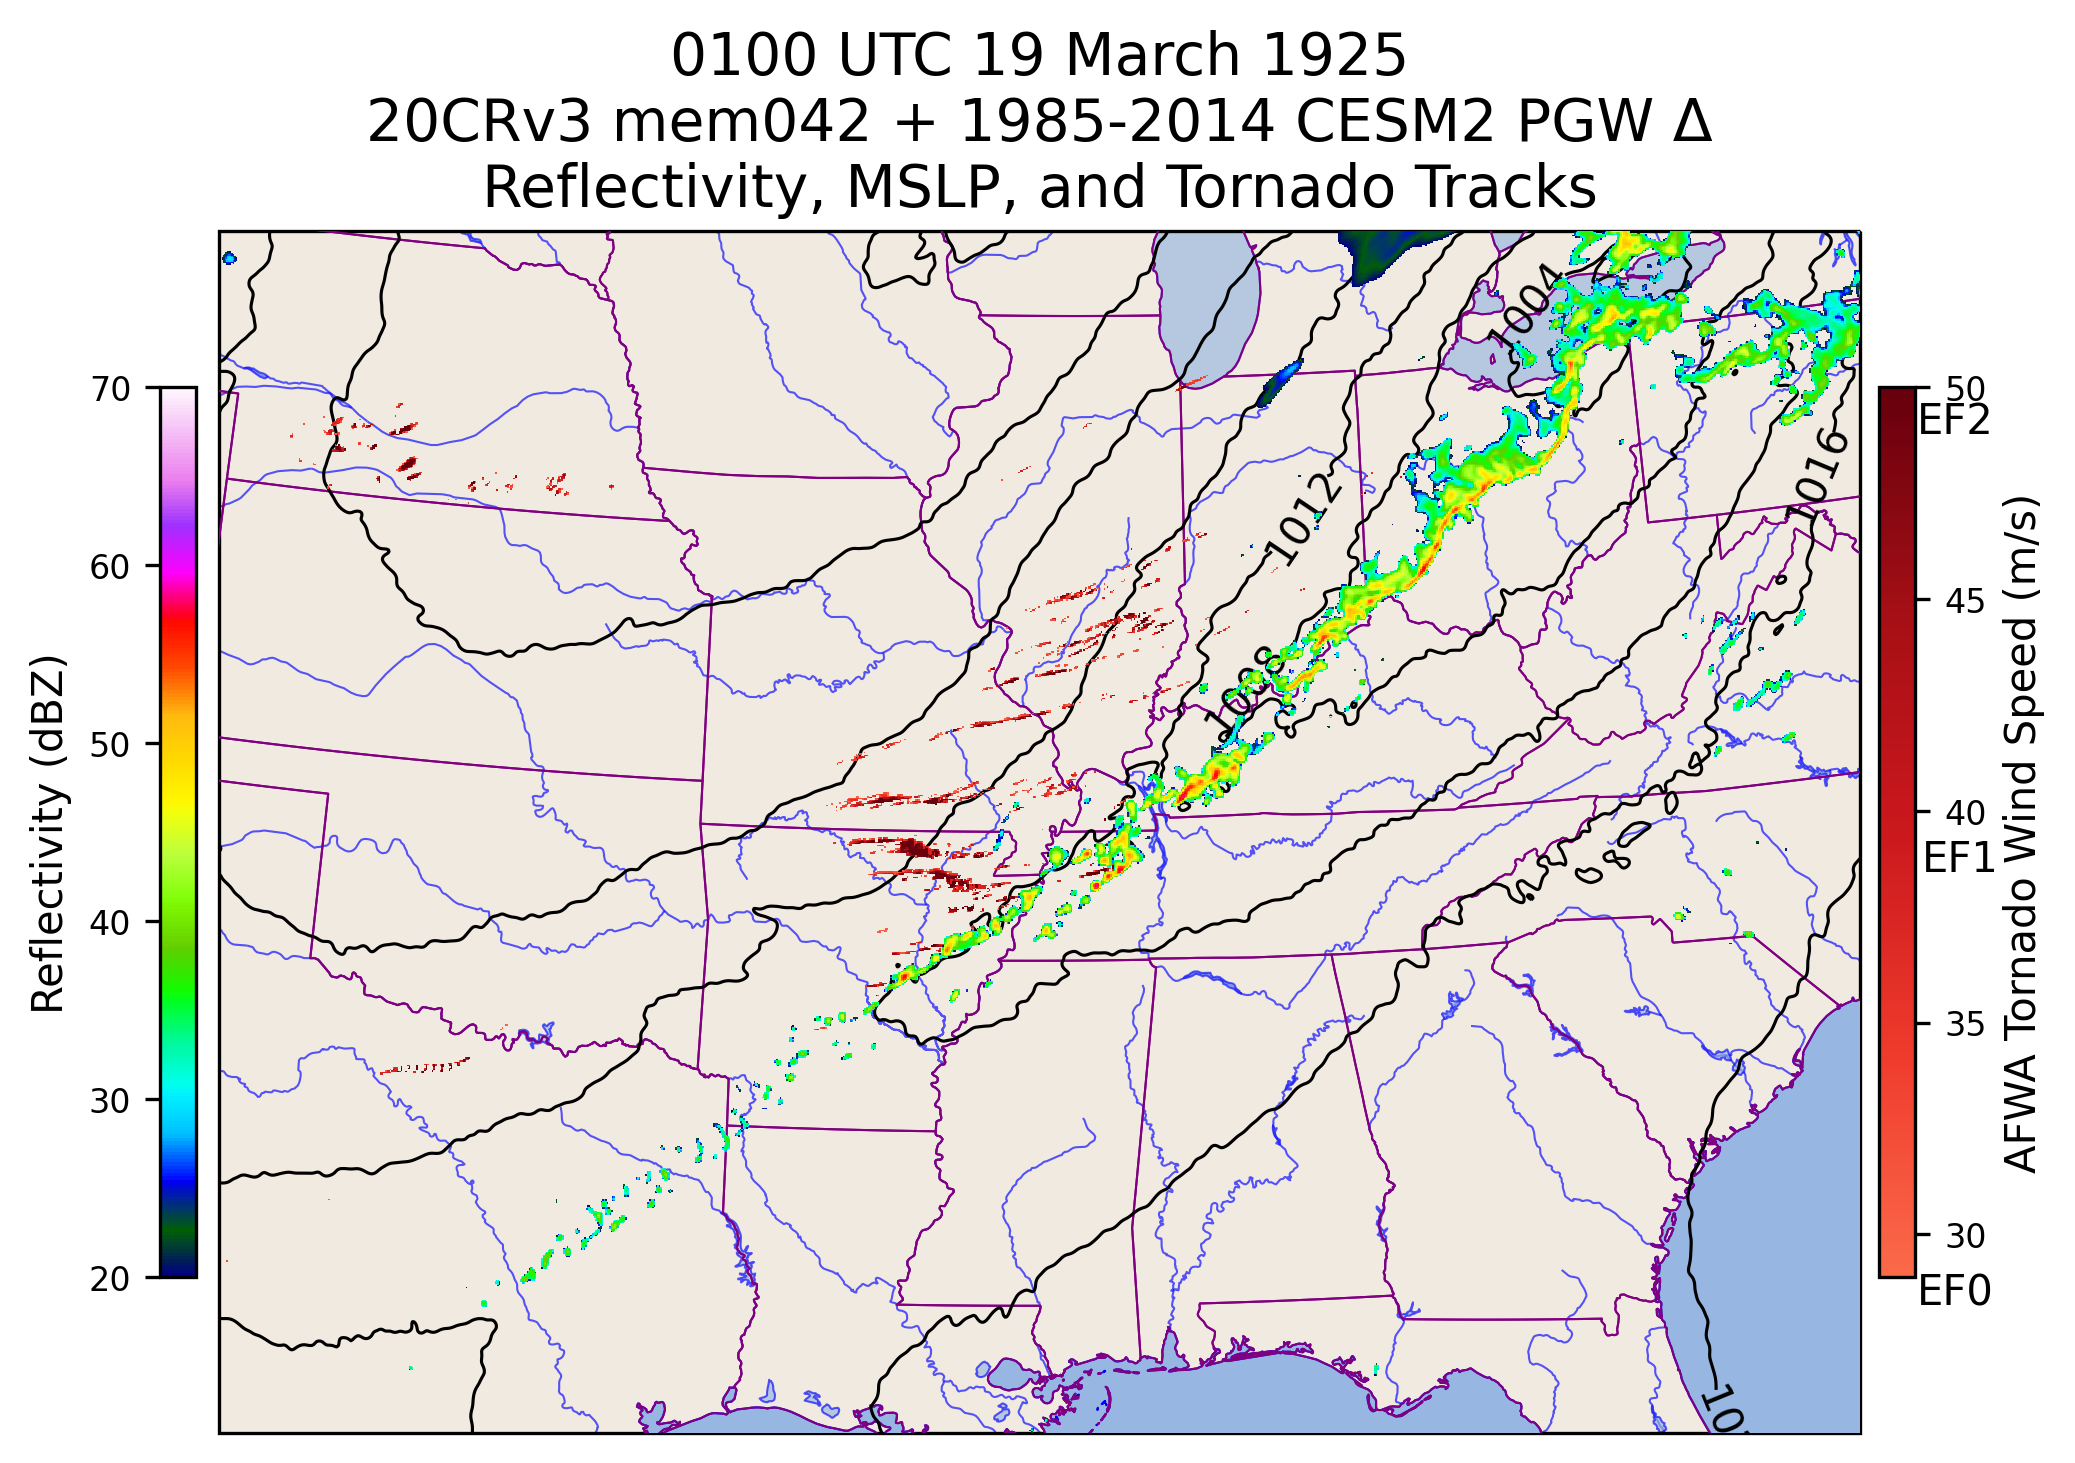 0100 UTC 19 March 1925
20CRv3 mem042 + 1985-2014 CESM2 PGW Δ
Reflectivity, MSLP, and Tornado Tracks
Reflectivity (dBZ)
70
60
50
40
30
20
1004
1012
1016
1008
50
EF2
45
40
EF1
35
30
EF0
AFWA Tornado Wind Speed (m/s)